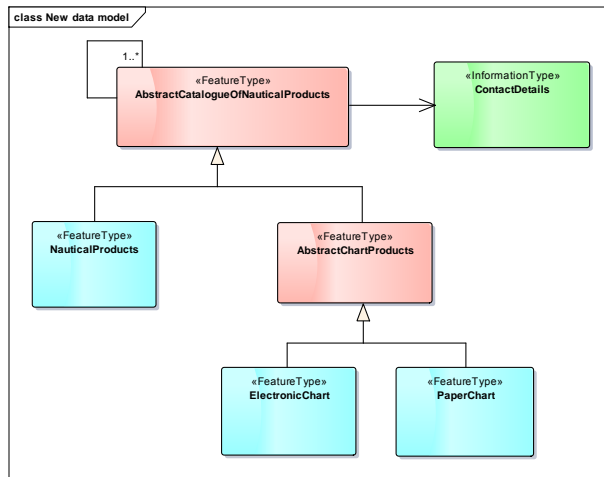 class New data model
1..*
«FeatureType»
AbstractCatalogueOfNauticalProducts
«InformationType»
ContactDetails
«FeatureType»
NauticalProducts
«FeatureType»
AbstractChartProducts
«FeatureType»
ElectronicChart
«FeatureType»
PaperChart